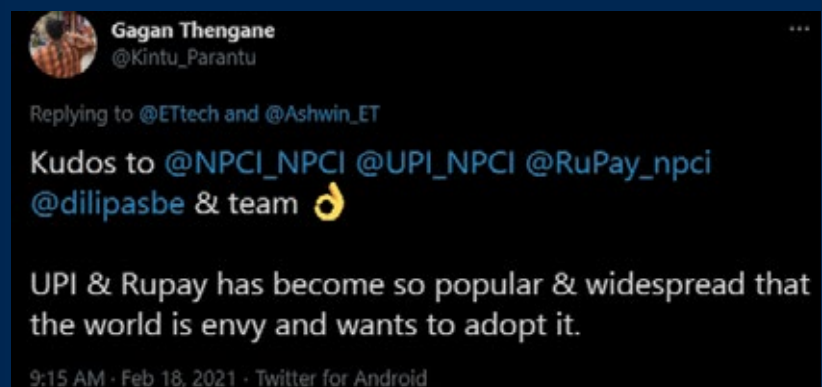 Gagan Thengane
@Kintu_Parantu
Replying to @ETtech and @Ashwin_ET
Kudos to @NPCI_NPCI @UPI_NPCI @RuPay_npci
@dilipasbe & team 👌
UPI & Rupay has become so popular & widespread that
the world is envy and wants to adopt it.
9:15 AM · Feb 18, 2021 · Twitter for Android